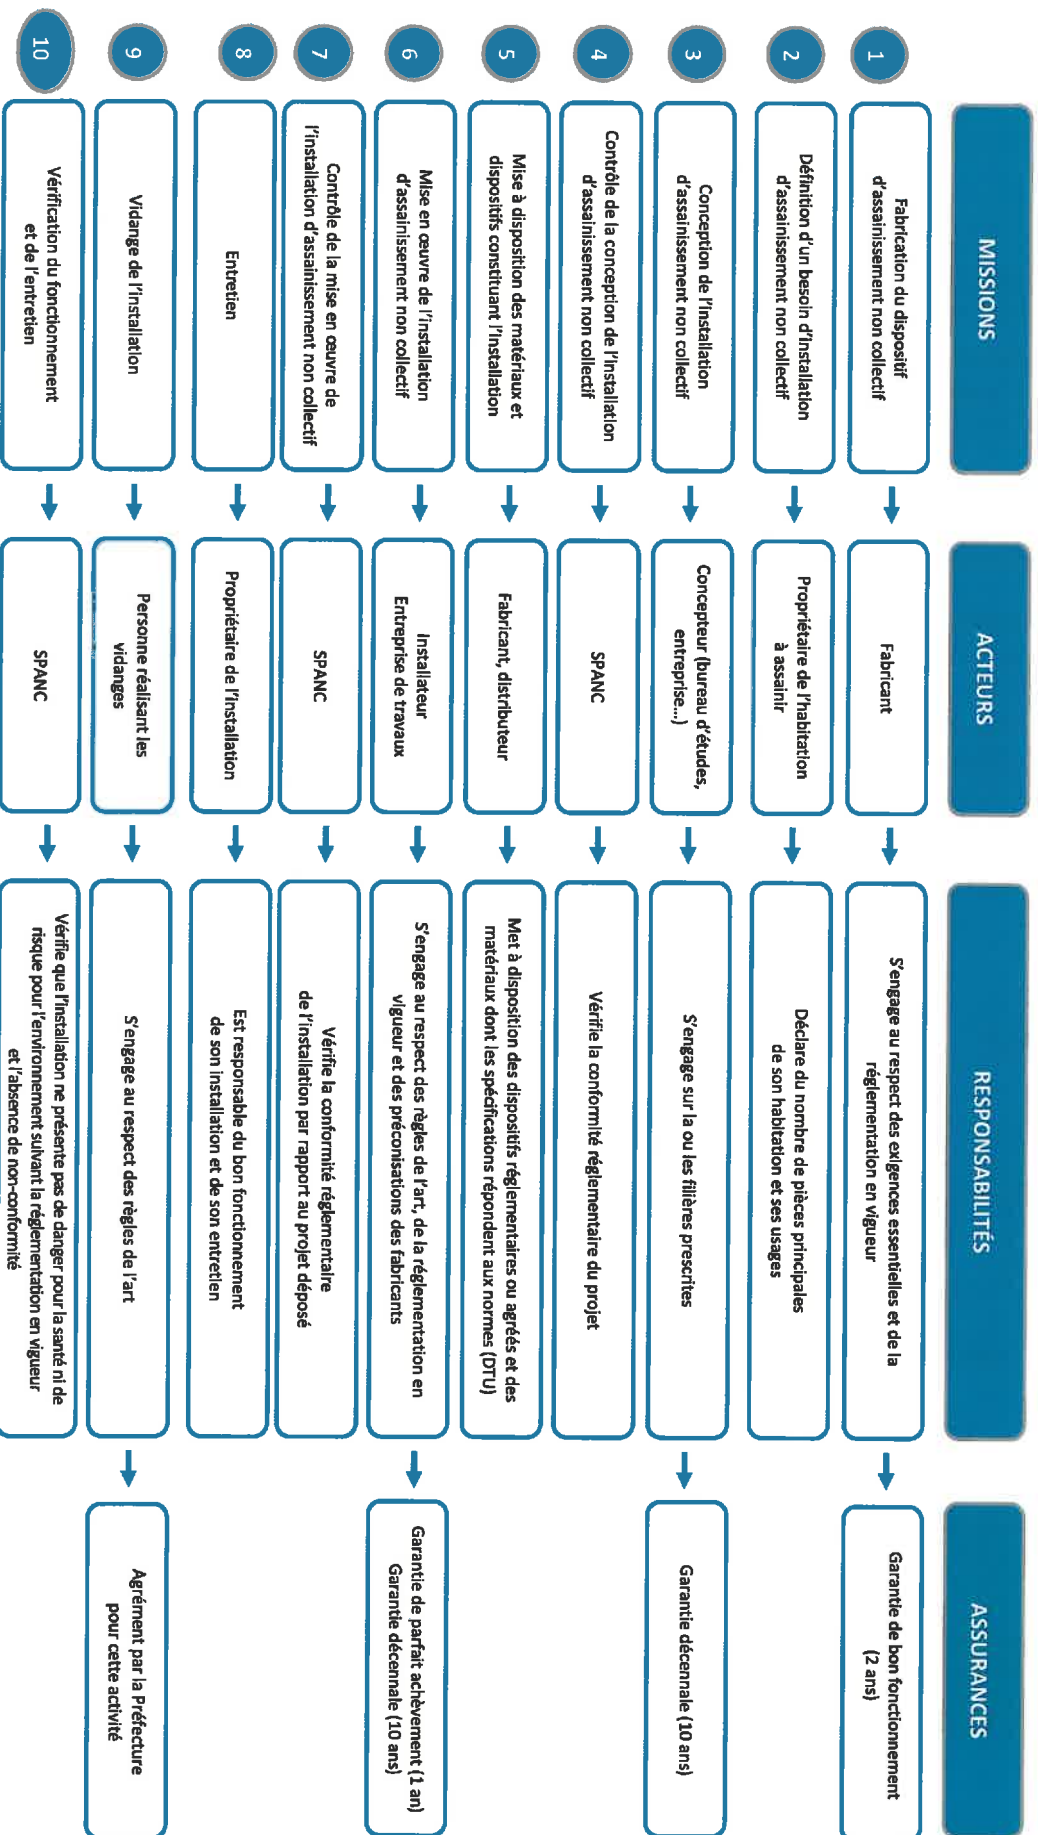 MISSIONS
ACTEURS
RESPONSABILITÉS
ASSURANCES
1
Fabrication du dispositif
d'assainissement non collectif
Fabricant
S'engage au respect des exigences essentielles et de la
réglementation en vigueur
Garantie de bon fonctionnement
(2 ans)
2
Définition d'un besoin d'installation
d'assainissement non collectif
Propriétaire de l'habitation
à assainir
Déclare du nombre de pièces principales
de son habitation et ses usages
3
Conception de l'installation
d'assainissement non collectif
Concepteur (bureau d'études,
entreprise...)
S'engage sur la ou les filières prescrites
Garantie décennale (10 ans)
4
Contrôle de la conception de l'installation
d'assainissement non collectif
SPANC
Vérifie la conformité réglementaire du projet
5
Mise à disposition des matériaux et
dispositifs constituant l'installation
Fabricant, distributeur
Met à disposition des dispositifs réglementaires ou agréés et des
matériaux dont les spécifications répondent aux normes (DTU)
6
Mise en œuvre de l'installation
d'assainissement non collectif
Installateur
Entreprise de travaux
S'engage au respect des règles de l'art, de la réglementation en
vigueur et des préconisations des fabricants
Garantie de parfait achèvement (1 an)
Garantie décennale (10 ans)
7
Contrôle de la mise en œuvre de
l'installation d'assainissement non collectif
SPANC
Vérifie la conformité réglementaire
de l'installation par rapport au projet déposé
8
Entretien
Propriétaire de l'installation
Est responsable du bon fonctionnement
de son installation et de son entretien
9
Vidange de l'installation
Personne réalisant les
vidanges
S'engage au respect des règles de l'art
Agrément par la Préfecture
pour cette activité
10
Vérification du fonctionnement
et de l'entretien
SPANC
Vérifie que l'installation ne présente pas de danger pour la santé ni de
risque pour l'environnement suivant la réglementation en vigueur
et l'absence de non-conformité